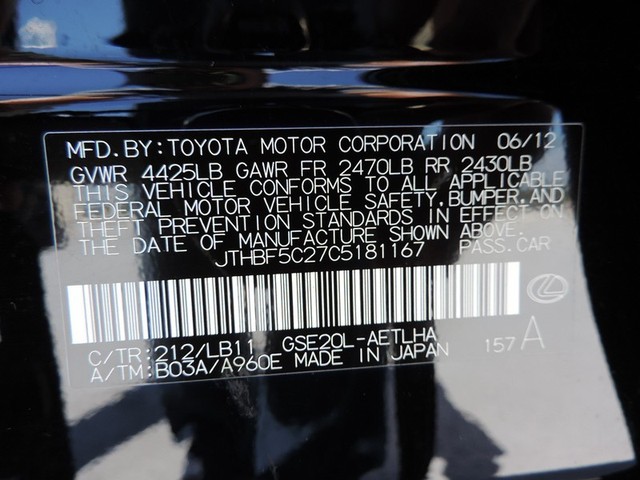 MFD.BY:TOYOTA MOTOR CORPORATION 06/12
GVWR 4425LB GAWR FR 2470LB RR 2430LB
THIS VEHICLE CONFORMS TO ALL APPLICABLE
FEDERAL MOTOR VEHICLE SAFETY,BUMPER,AND
THEFT PREVENTION STANDARDS IN EFFECT ON
THE DATE OF MANUFACTURE SHOWN ABOVE.
JTHBF5C27C5181167 PASS.CAR
C/TR:212/LB11 GSE20L-AETLHA
A/TM:B03A/A960E MADE IN JAPAN 157A